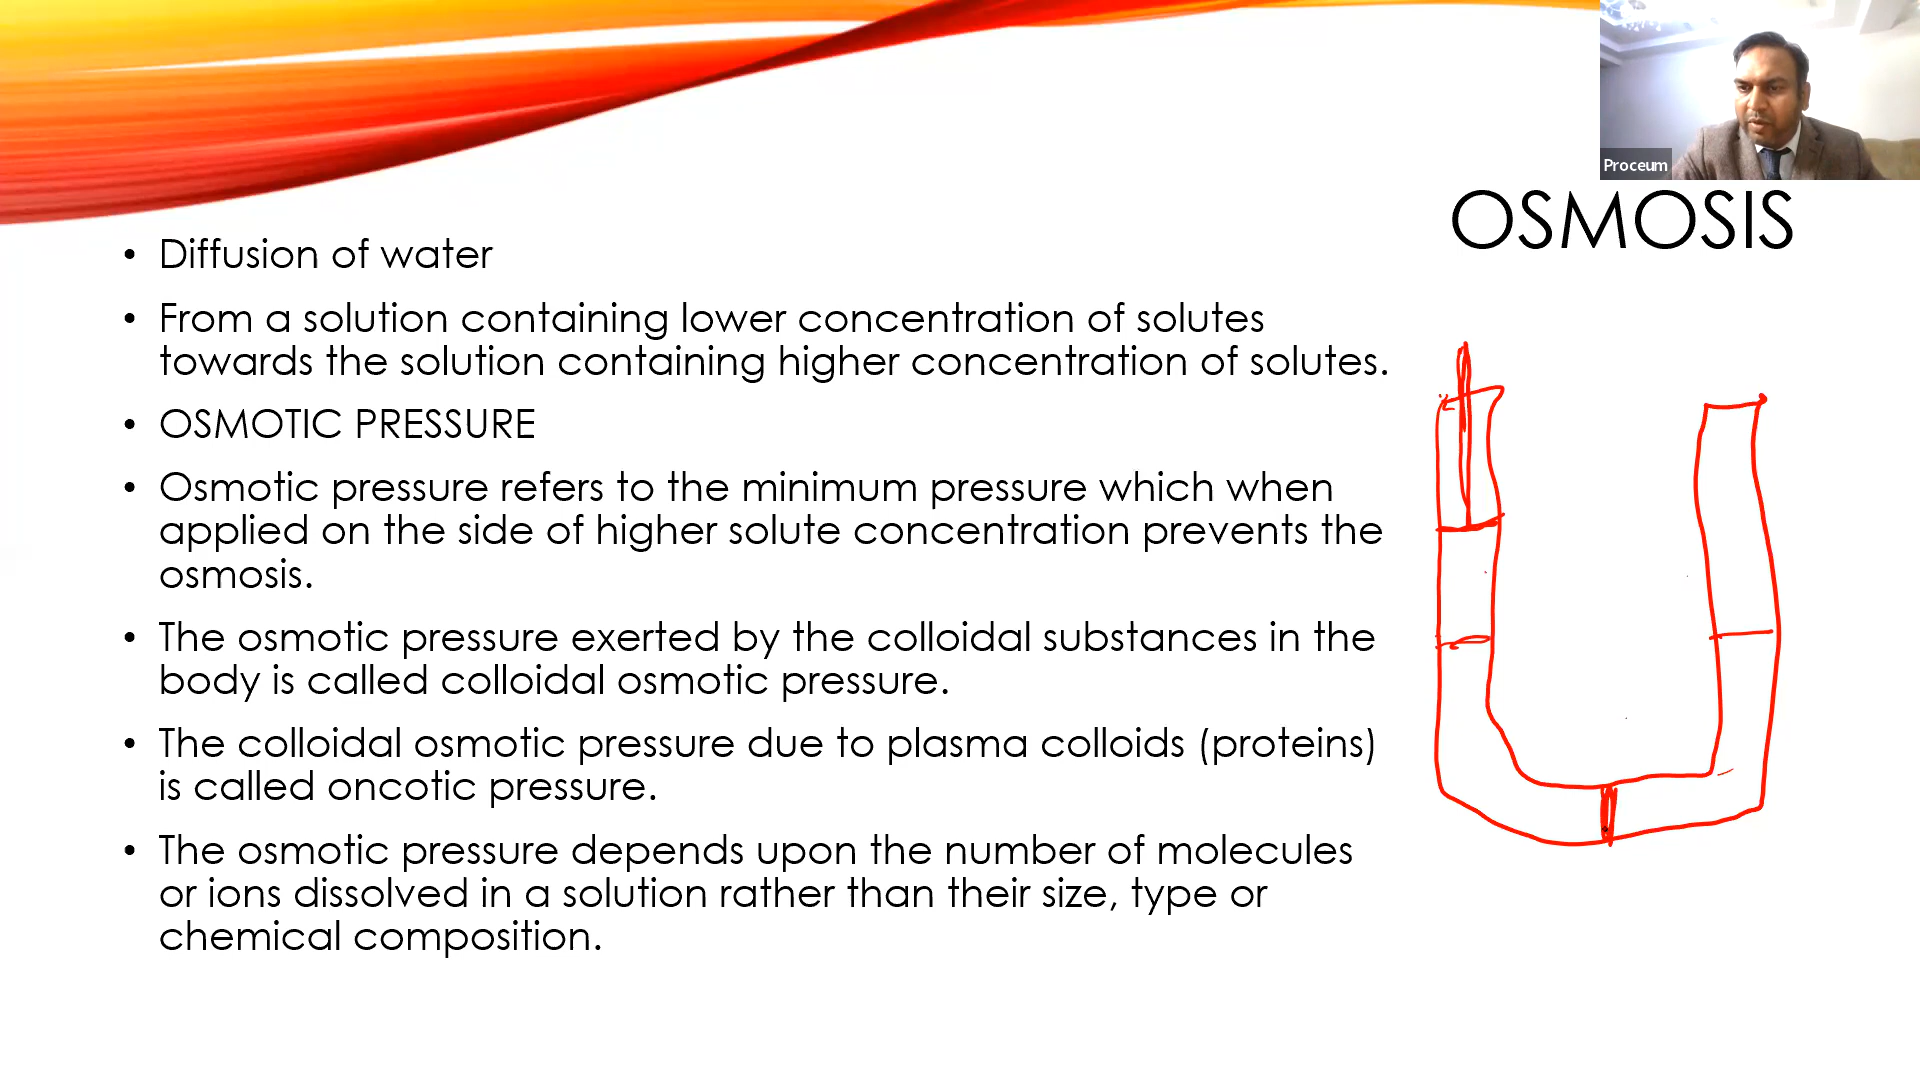 Proceum
OSMOSIS
• Diffusion of water
• From a solution containing lower concentration of solutes
towards the solution containing higher concentration of solutes.
• OSMOTIC PRESSURE
• Osmotic pressure refers to the minimum pressure which when
applied on the side of higher solute concentration prevents the
osmosis.
• The osmotic pressure exerted by the colloidal substances in the
body is called colloidal osmotic pressure.
• The colloidal osmotic pressure due to plasma colloids (proteins)
is called oncotic pressure.
• The osmotic pressure depends upon the number of molecules
or ions dissolved in a solution rather than their size, type or
chemical composition.